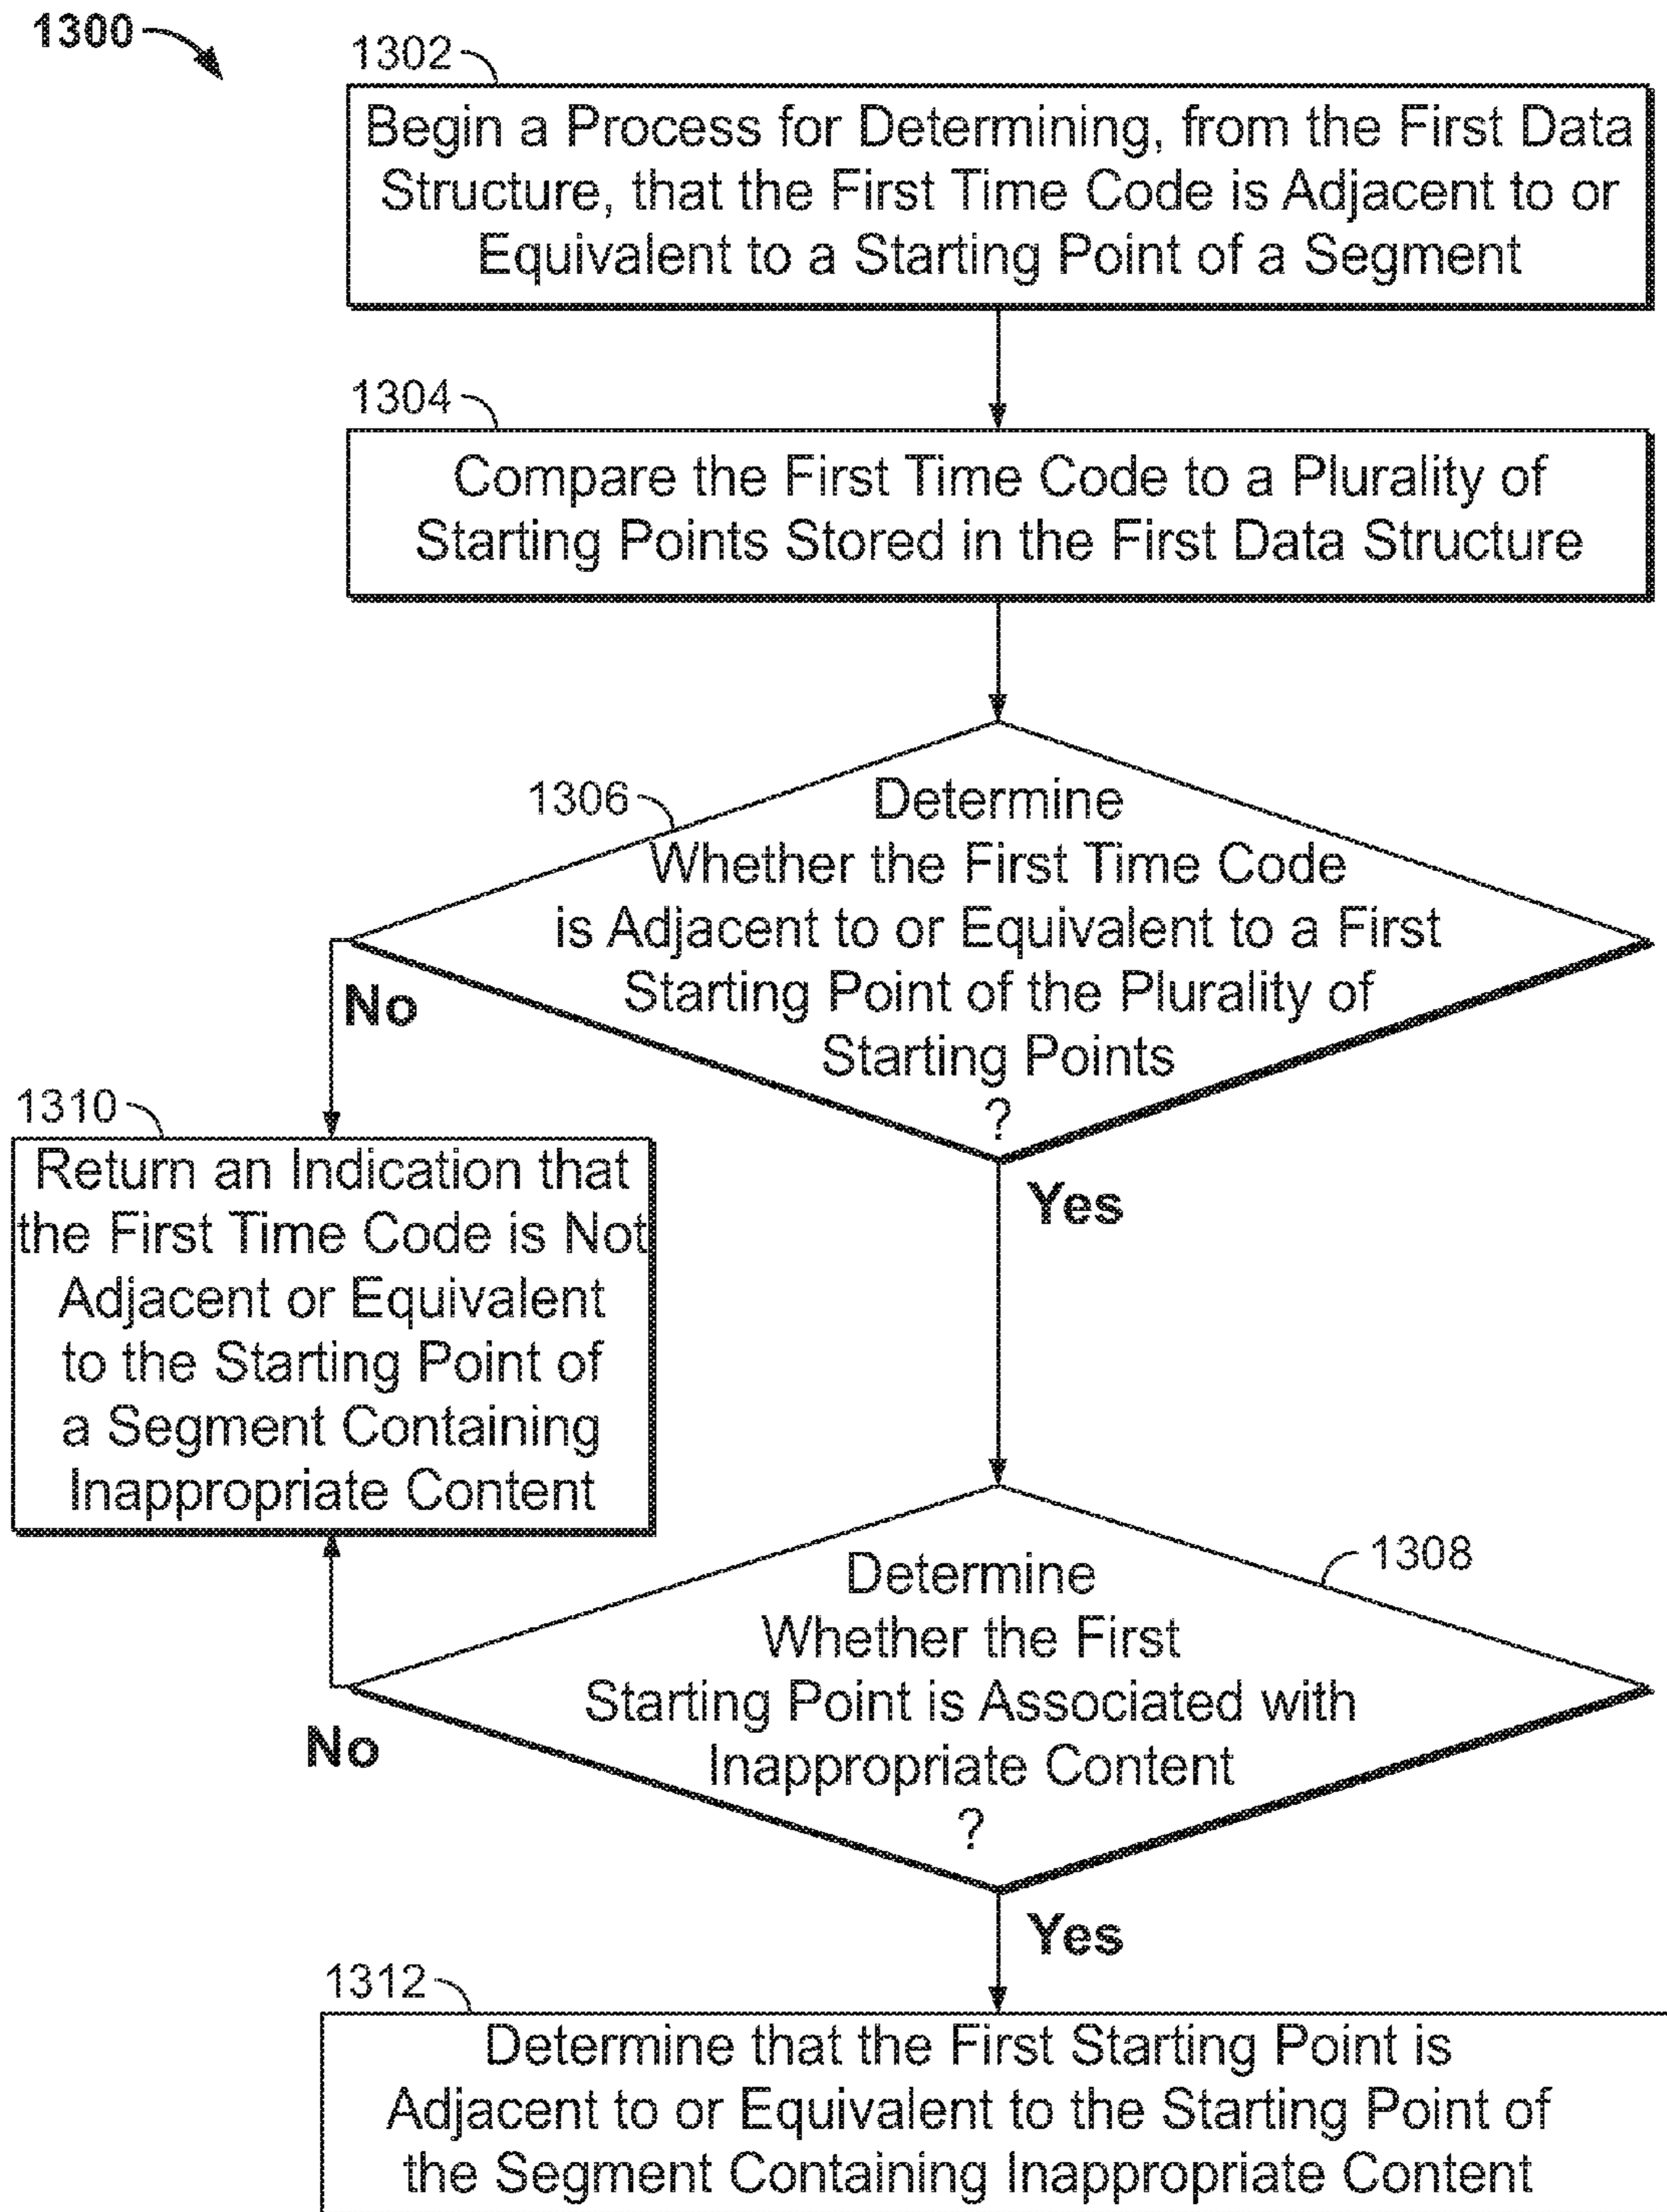 1300
1302
Begin a Process for Determining, from the First Data
Structure, that the First Time Code is Adjacent to or
Equivalent to a Starting Point of a Segment
1304
Compare the First Time Code to a Plurality of
Starting Points Stored in the First Data Structure
1306
Determine
Whether the First Time Code
is Adjacent to or Equivalent to a First
Starting Point of the Plurality of
Starting Points
?
No
Yes
1310
Return an Indication that
the First Time Code is Not
Adjacent or Equivalent
to the Starting Point of
a Segment Containing
Inappropriate Content
1308
Determine
Whether the First
Starting Point is Associated with
Inappropriate Content
?
No
Yes
1312
Determine that the First Starting Point is
Adjacent to or Equivalent to the Starting Point of
the Segment Containing Inappropriate Content